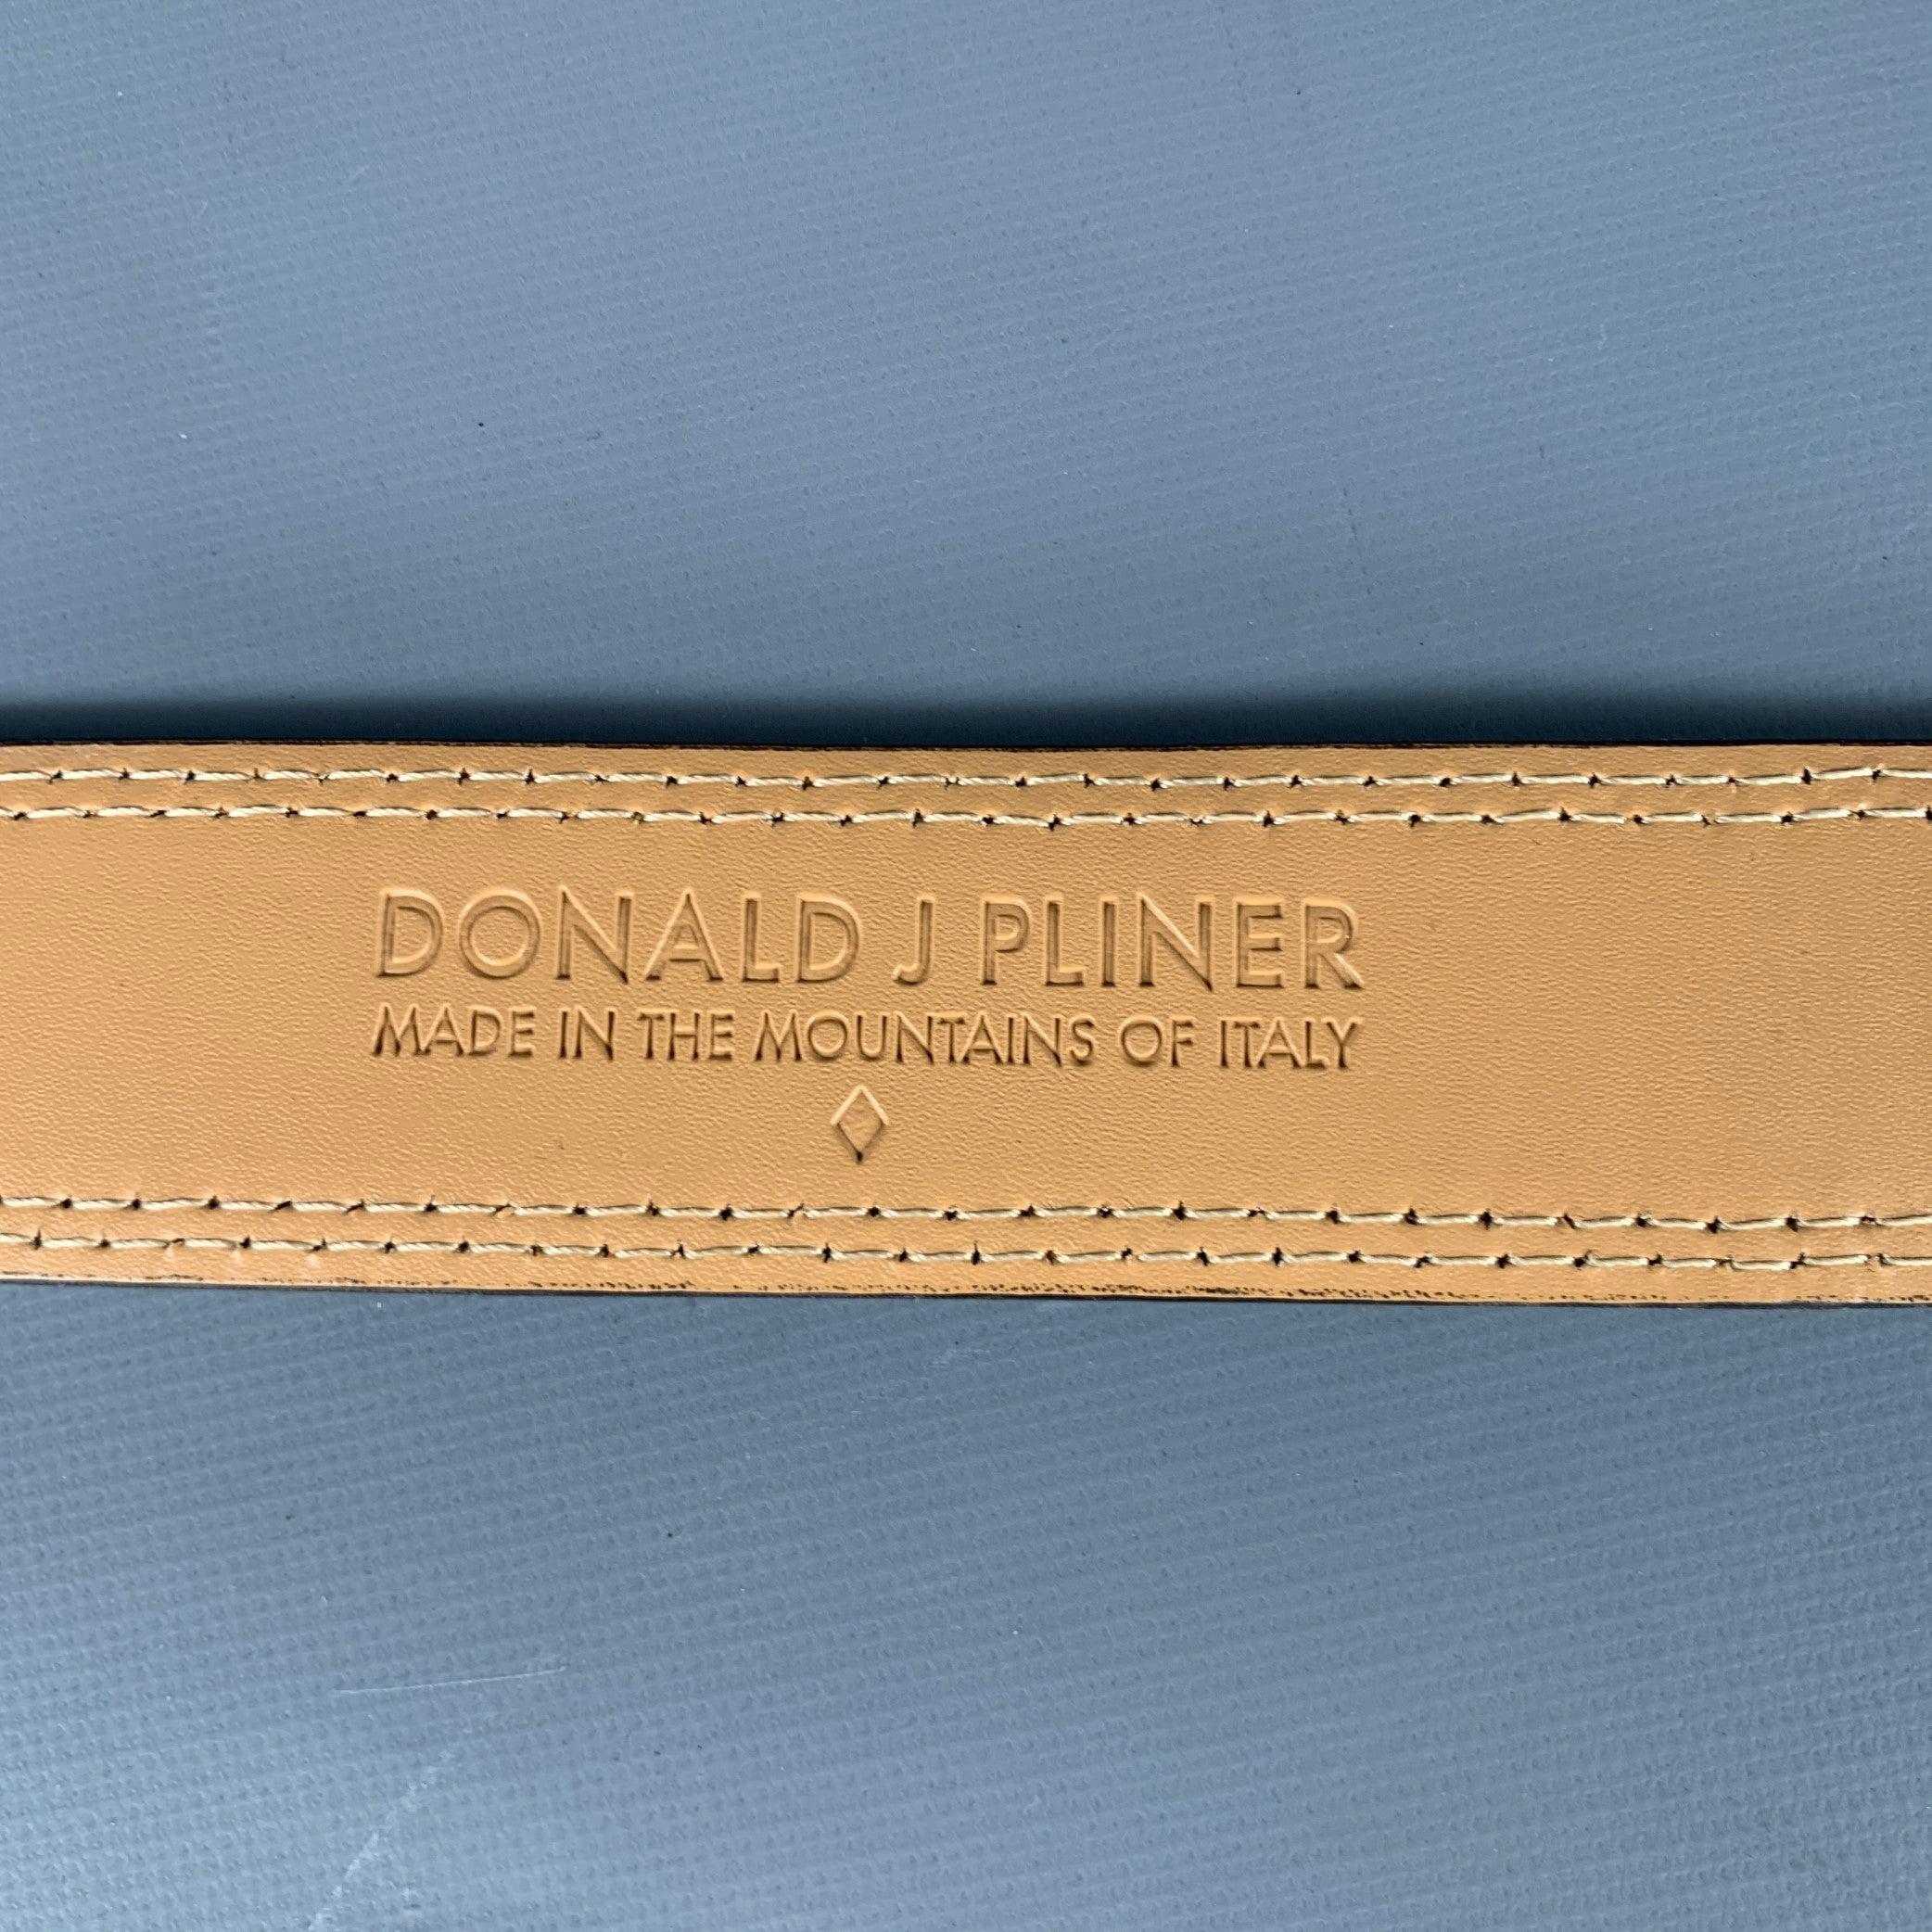 DONALD J PLINER
MADE IN THE MOUNTAINS OF ITALY